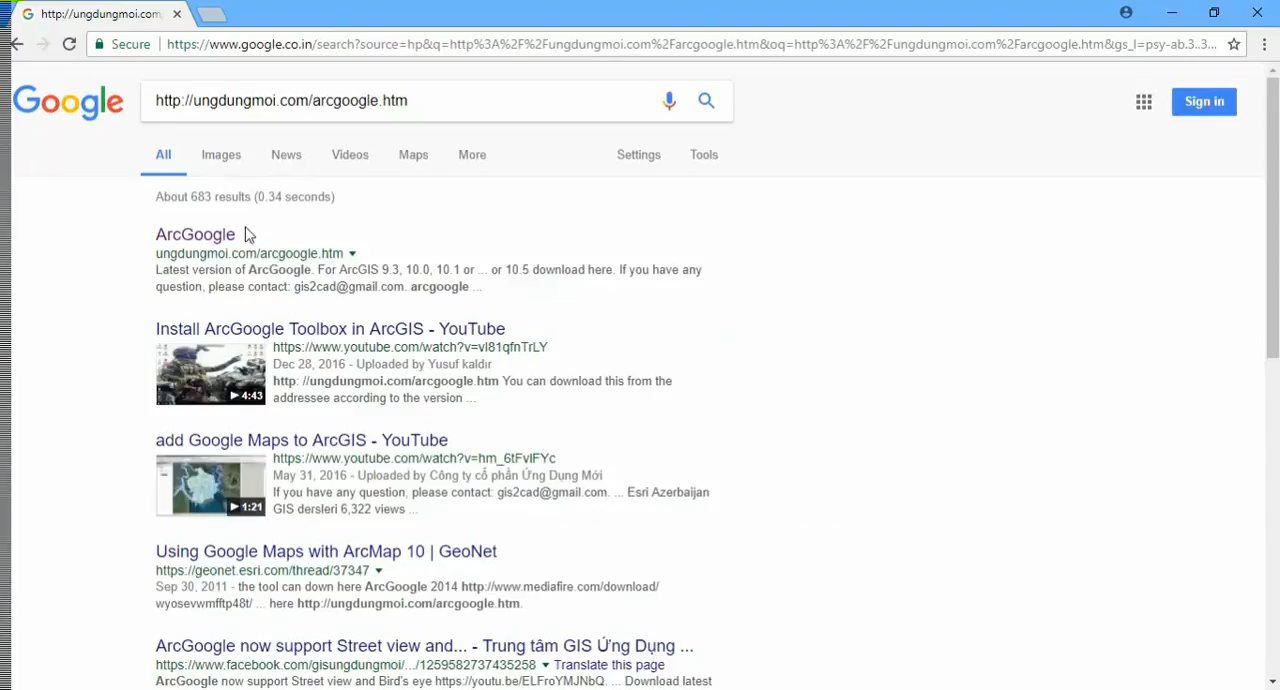 http://ungdungmoi.com
Secure
https://www.google.co.in/search?source=hp&q=http%3A%2F%2Fungdungmoi.com%2Farcgoogle.htm&oq=http%3A%2F%2Fungdungmoi.com%2Farcgoogle.htm&gs_l=psy-ab.3..3...
Google
http://ungdungmoi.com/arcgoogle.htm
Sign in
All Images News Videos Maps More Settings Tools
About 683 results (0.34 seconds)
ArcGoogle
ungdungmoi.com/arcgoogle.htm
Latest version of ArcGoogle. For ArcGIS 9.3, 10.0, 10.1 or ... or 10.5 download here. If you have any
question, please contact: gis2cad@gmail.com. arcgoogle ...
Install ArcGoogle Toolbox in ArcGIS - YouTube
https://www.youtube.com/watch?v=vl81qfnTrLY
Dec 28, 2016 - Uploaded by Yusuf kaldır
http: //ungdungmoi.com/arcgoogle.htm You can download this from the
addressee according to the version ...
4:43
add Google Maps to ArcGIS - YouTube
https://www.youtube.com/watch?v=hm_6tFvIFYc
May 31, 2016 - Uploaded by Công ty cổ phần Ứng Dụng Mới
If you have any question, please contact: gis2cad@gmail.com. ... Esri Azerbaijan
GIS dersleri 6,322 views ...
1:21
Using Google Maps with ArcMap 10 | GeoNet
https://geonet.esri.com/thread/37347
Sep 30, 2011 - the tool can down here ArcGoogle 2014 http://www.mediafire.com/download/
wyosevwmfftp48t/ ... here http://ungdungmoi.com/arcgoogle.htm.
ArcGoogle now support Street view and... - Trung tâm GIS Ứng Dụng ...
https://www.facebook.com/gisungdungmoi/.../1259582737435258 Translate this page
ArcGoogle now support Street view and Bird's eye https://youtu.be/ELFroYMJNbQ. ... Download latest